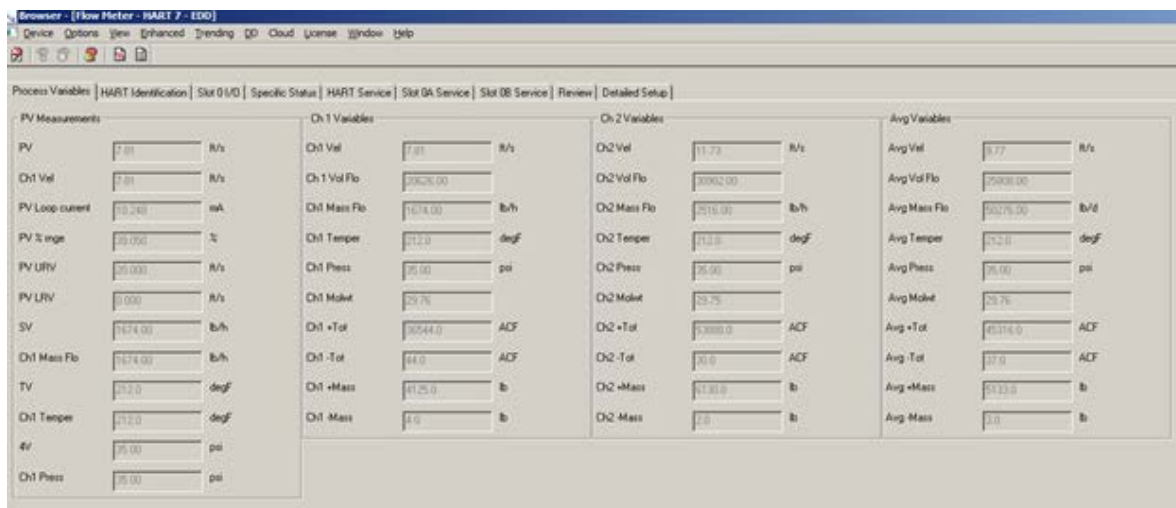 Browser - [Flow Meter - HART 7 - EDD]
Device Options View Enhanced Trending DD Cloud License Window Help
Process Variables HART Identification Slot 0 I/O Specific Status HART Service Slot 0A Service Slot 0B Service Review Detailed Setup
PV Measurements
PV 7.81 ft/s
Ch1 Vel 7.81 ft/s
PV Loop current 10.248 mA
PV % rnge 39.050 %
PV URV 20.000 ft/s
PV LRV 0.000 ft/s
SV 1674.00 lb/h
Ch1 Mass Flo 1674.00 lb/h
TV 212.0 degF
Ch1 Temper 212.0 degF
4V 35.00 psi
Ch1 Press 35.00 psi
Ch 1 Variables
Ch1 Vel 7.81 ft/s
Ch 1 Vol Flo 20626.00
Ch1 Mass Flo 1674.00 lb/h
Ch1 Temper 212.0 degF
Ch1 Press 35.00 psi
Ch1 Molwt 29.76
Ch1 +Tot 36544.0 ACF
Ch1 -Tot 44.0 ACF
Ch1 +Mass 4125.0 lb
Ch1 -Mass 4.0 lb
Ch 2 Variables
Ch2 Vel 11.73 ft/s
Ch2 Vol Flo
Ch2 Mass Flo 2516.00 lb/h
Ch2 Temper 212.0 degF
Ch2 Press 35.00 psi
Ch2 Molwt 29.75
Ch2 +Tot ACF
Ch2 -Tot 30.0 ACF
Ch2 +Mass 6130.0 lb
Ch2 -Mass 2.0 lb
Avg Variables
Avg Vel 9.77 ft/s
Avg Vol Flo 25908.00
Avg Mass Flo 50276.00 lb/d
Avg Temper 212.0 degF
Avg Press 35.00 psi
Avg Molwt 29.76
Avg +Tot 45316.0 ACF
Avg -Tot 37.0 ACF
Avg +Mass 5133.0 lb
Avg -Mass 3.0 lb